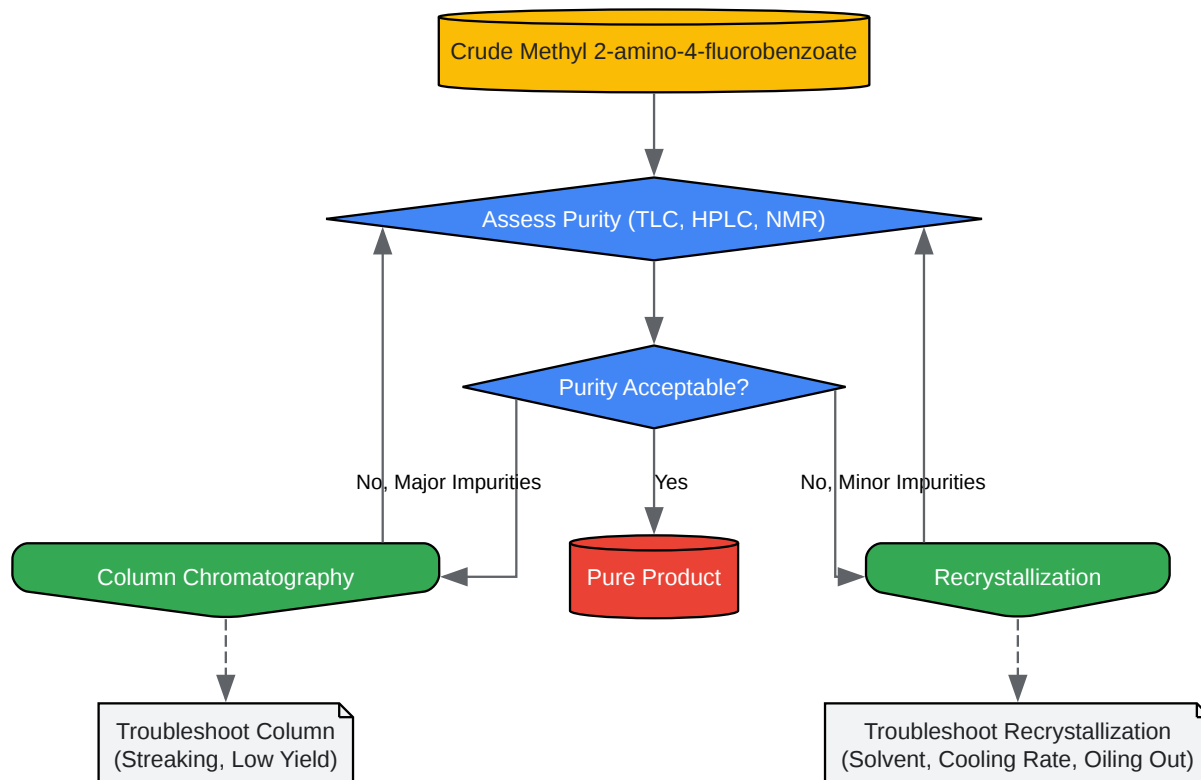 Crude Methyl 2-amino-4-fluorobenzoate
Assess Purity (TLC, HPLC, NMR)
Purity Acceptable?
No, Major Impurities
Yes
No, Minor Impurities
Column Chromatography
Pure Product
Recrystallization
Troubleshoot Column
(Streaking, Low Yield)
Troubleshoot Recrystallization
(Solvent, Cooling Rate, Oiling Out)